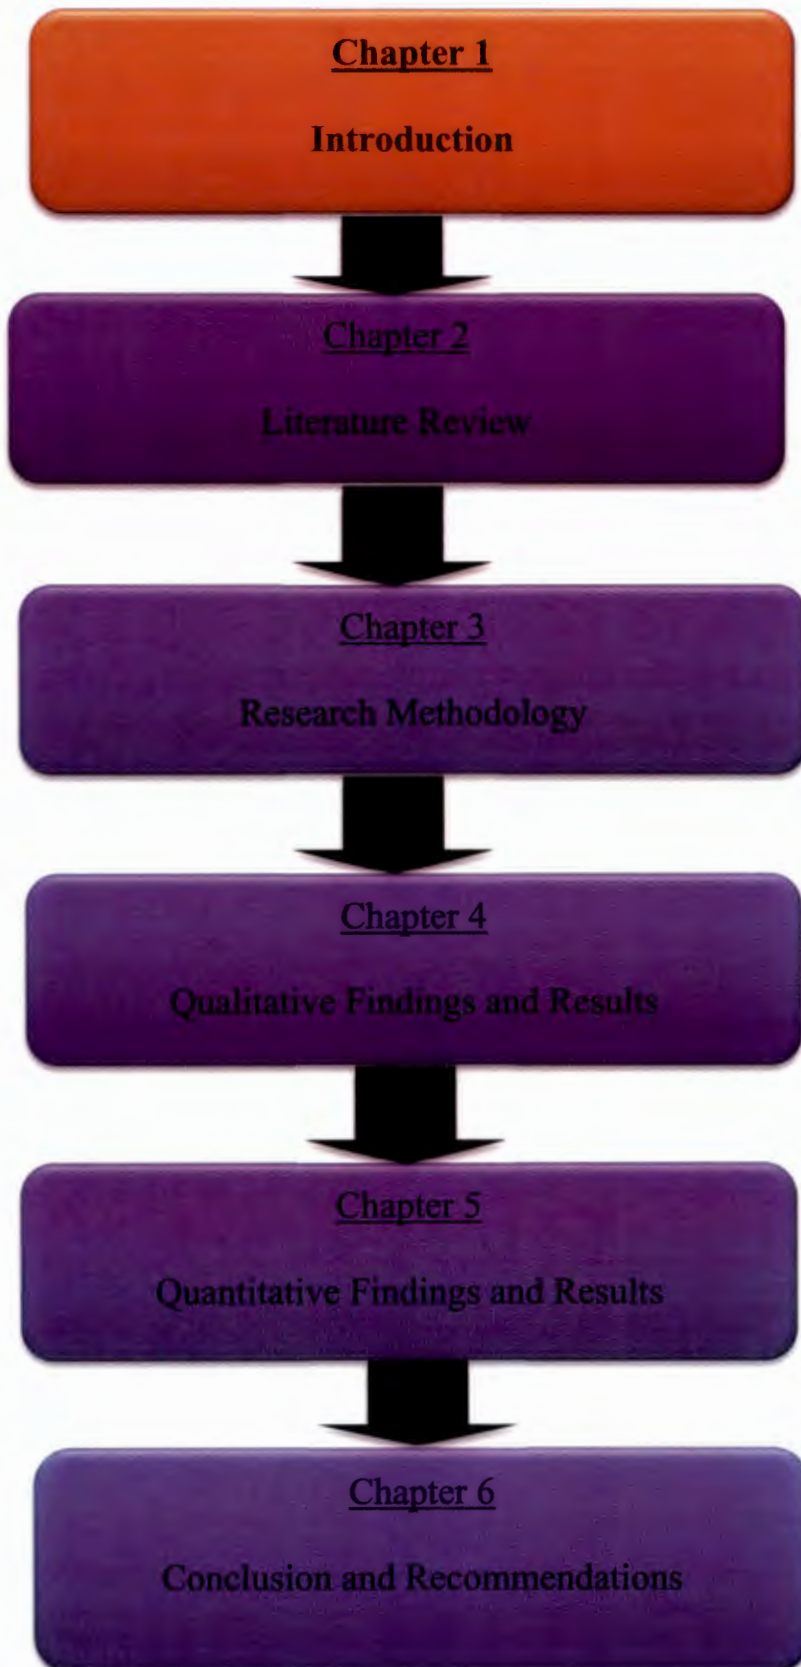 Chapter 1
Introduction
Chapter 2
Literature Review
Chapter 3
Research Methodology
Chapter 4
Qualitative Findings and Results
Chapter 5
Quantitative Findings and Results
Chapter 6
Conclusion and Recommendations